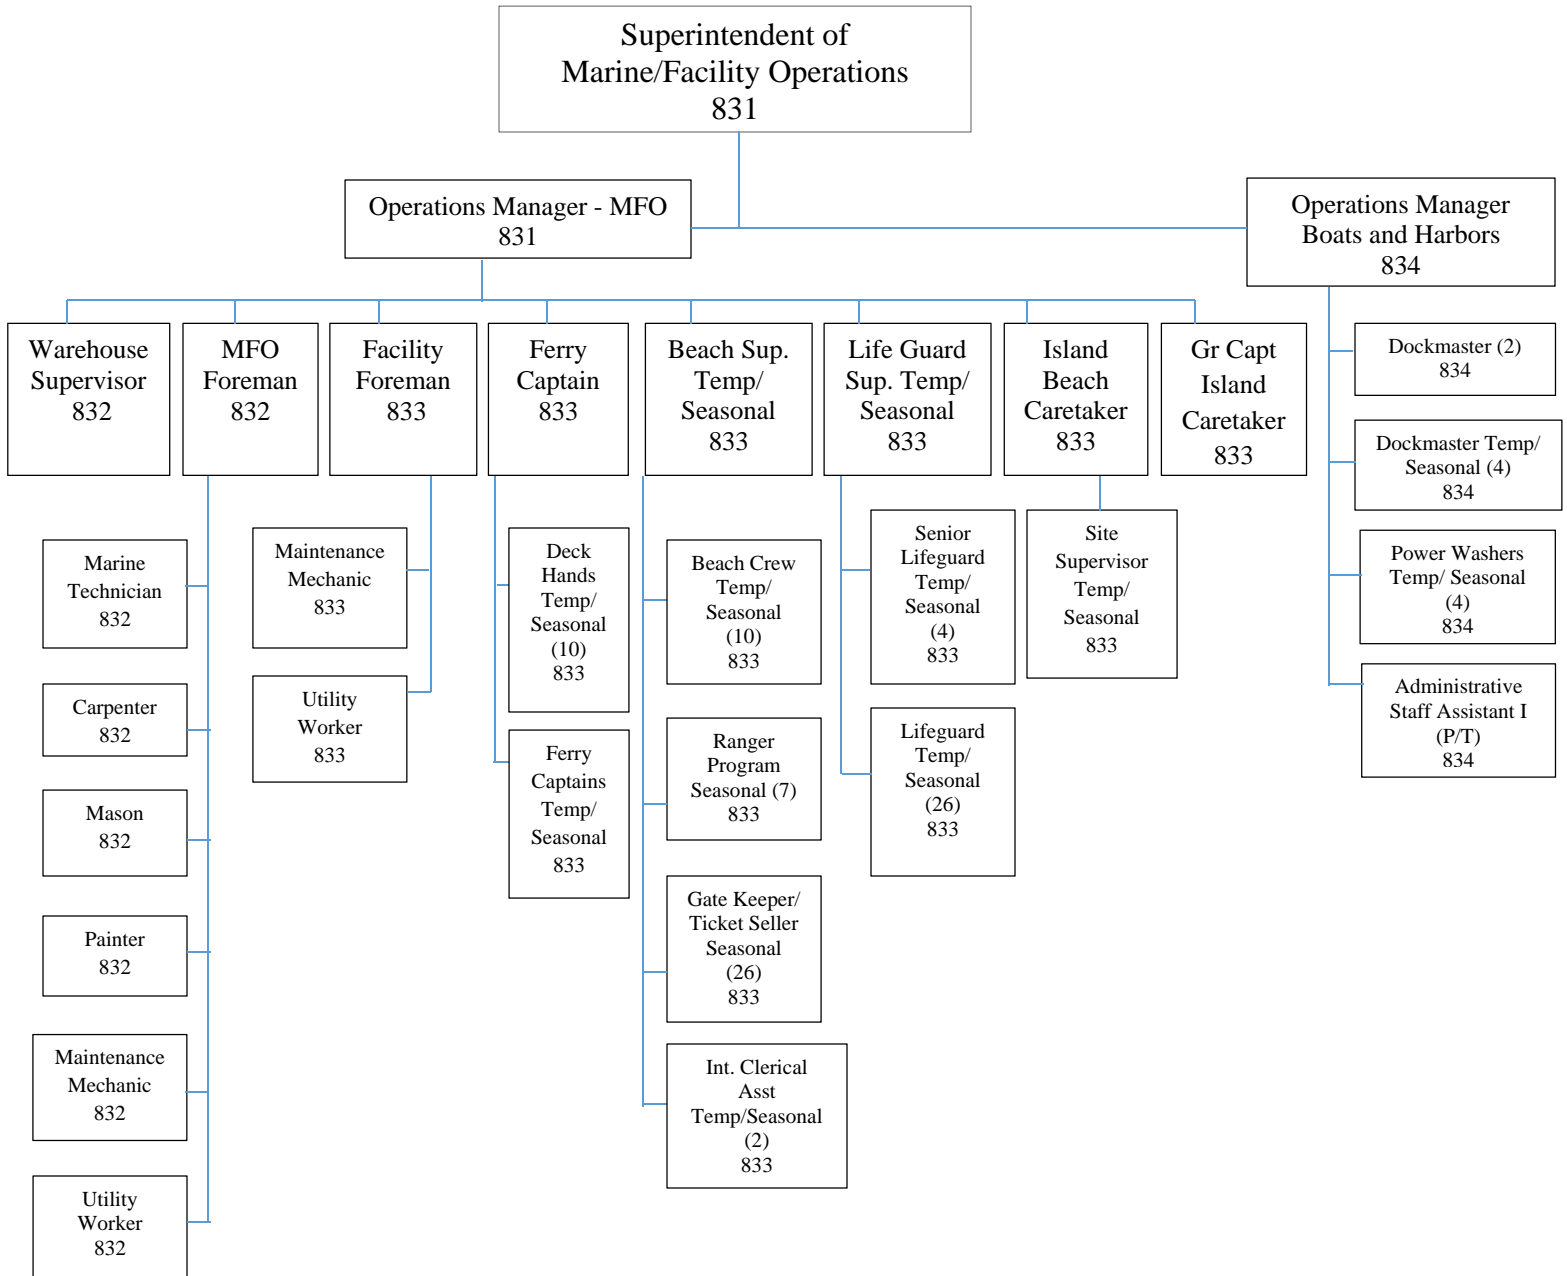 Superintendent of
Marine/Facility Operations
831
Operations Manager - MFO
831
Operations Manager
Boats and Harbors
834
Warehouse
Supervisor
832
MFO
Foreman
832
Facility
Foreman
833
Ferry
Captain
833
Beach Sup.
Temp/
Seasonal
833
Life Guard
Sup. Temp/
Seasonal
833
Island
Beach
Caretaker
833
Gr Capt
Island
Caretaker
833
Dockmaster (2)
834
Dockmaster Temp/
Seasonal (4)
834
Power Washers
Temp/ Seasonal
(4)
834
Administrative
Staff Assistant I
(P/T)
834
Marine
Technician
832
Carpenter
832
Mason
832
Painter
832
Maintenance
Mechanic
832
Utility
Worker
832
Maintenance
Mechanic
833
Utility
Worker
833
Deck
Hands
Temp/
Seasonal
(10)
833
Ferry
Captains
Temp/
Seasonal
833
Beach Crew
Temp/
Seasonal
(10)
833
Ranger
Program
Seasonal (7)
833
Gate Keeper/
Ticket Seller
Seasonal
(26)
833
Int. Clerical
Asst
Temp/Seasonal
(2)
833
Senior
Lifeguard
Temp/
Seasonal
(4)
833
Lifeguard
Temp/
Seasonal
(26)
833
Site
Supervisor
Temp/
Seasonal
833